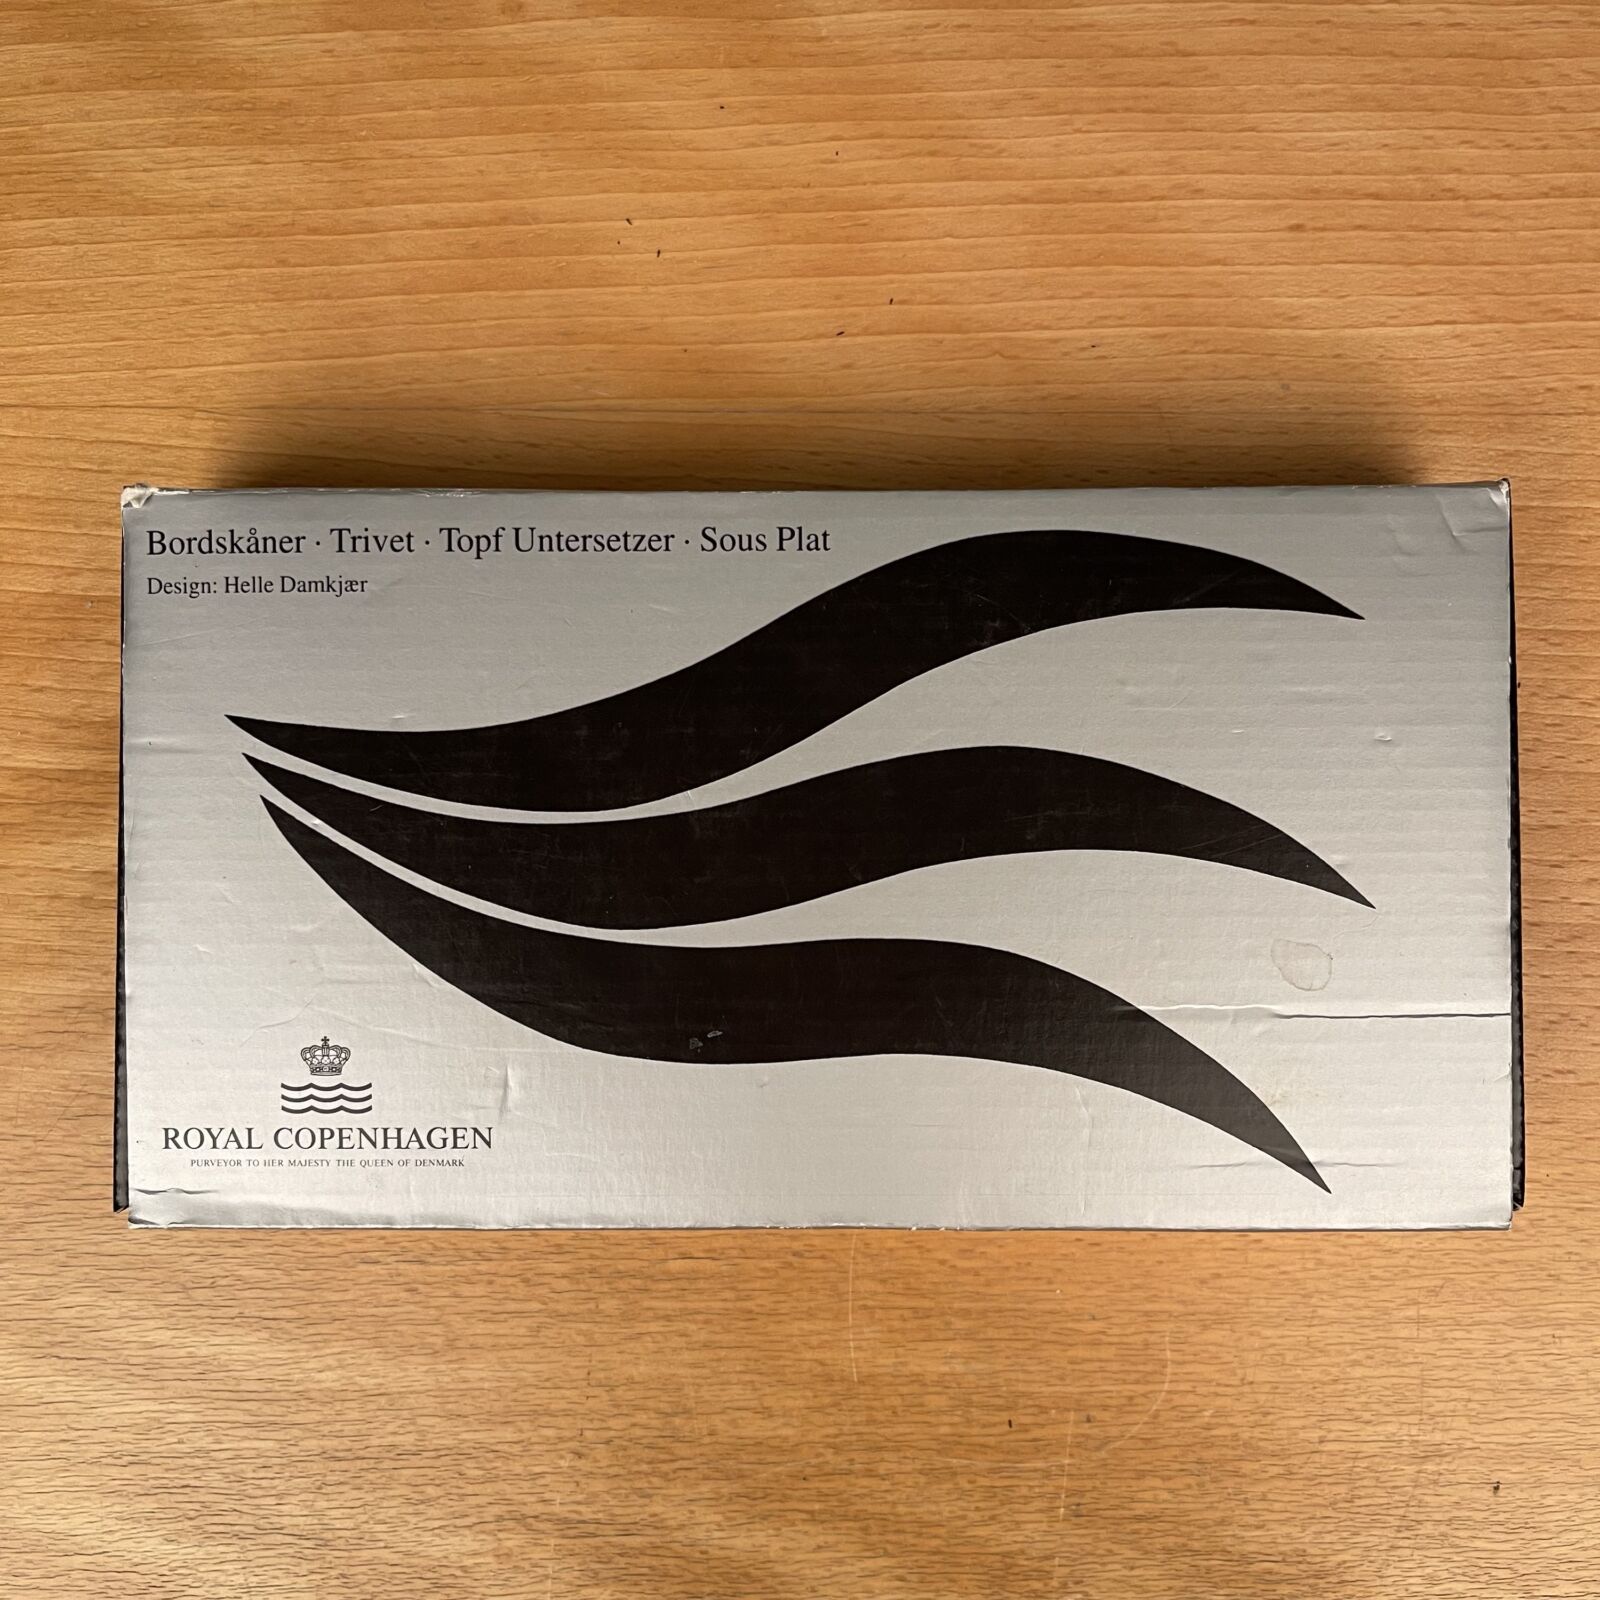 Bordskåner · Trivet · Topf Untersetzer · Sous Plat
Design: Helle Damkjær
ROYAL COPENHAGEN
PURVEYOR TO HER MAJESTY THE QUEEN OF DENMARK